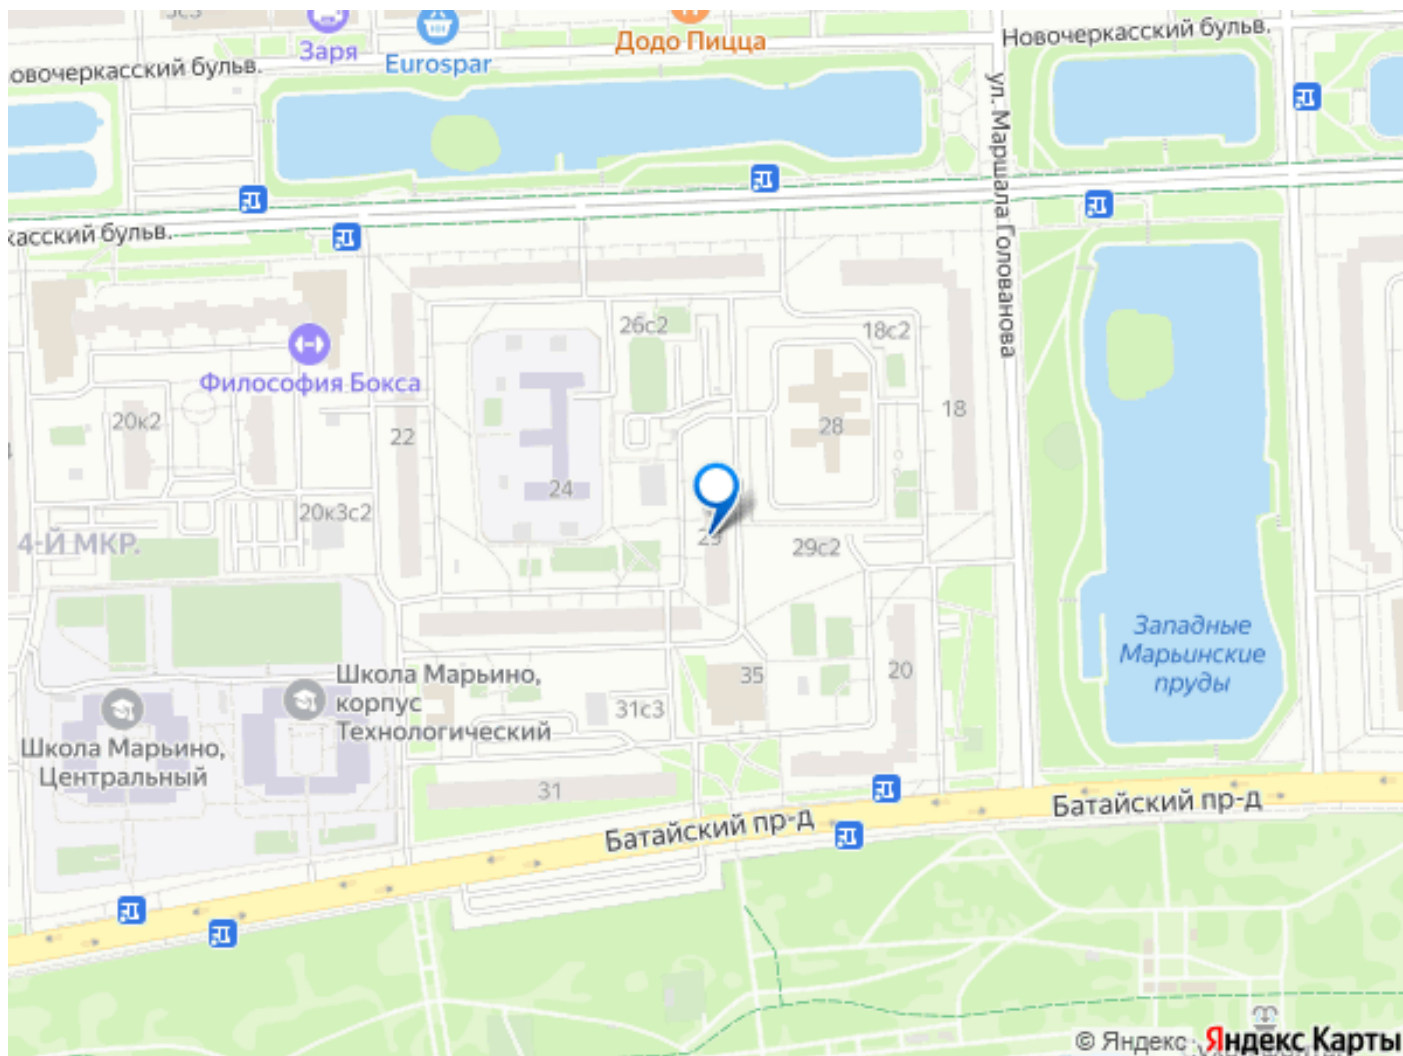 Заря
Eurospar
Додо Пицца
Новочеркасский бульв.
овочеркасский бульв.
ул. Маршала Голованова
касский бульв.
26с2
18с2
Философия Бокса
20к2
22
28
18
24
20к3с2
4-Й МКР.
29с2
Западные
Марьинские
пруды
Школа Марьино,
корпус
Технологический
35
20
31с3
Школа Марьино,
Центральный
31
Батайский пр-д
Батайский пр-д
© Яндекс
Яндекс Карты